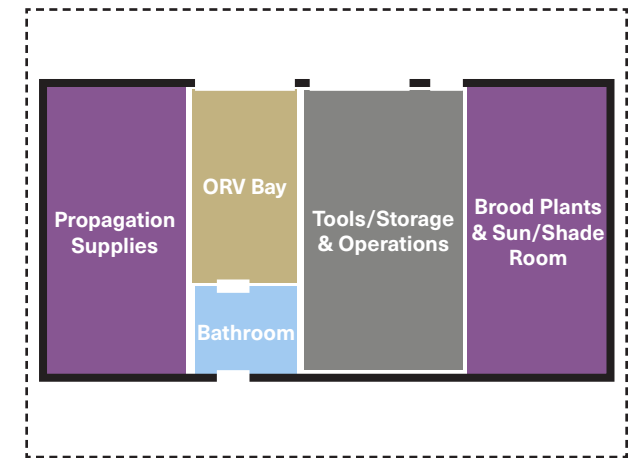 Propagation
Supplies
ORV Bay
Bathroom
Tools/Storage
& Operations
Brood Plants
& Sun/Shade
Room